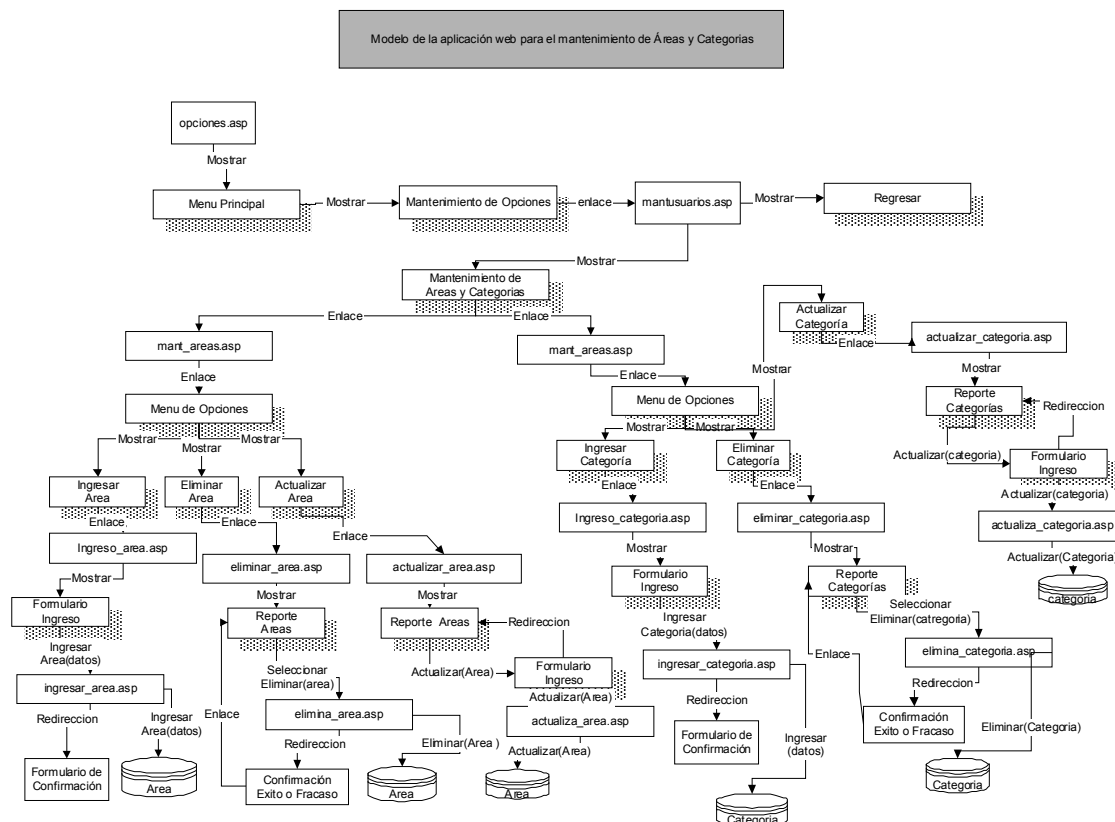 Modelo de la aplicación web para el mantenimiento de Áreas y Categorias
opciones.asp
Mostrar
Menu Principal
Mostrar
Mantenimiento de Opciones
enlace
mantusuarios.asp
Mostrar
Regresar
Mostrar
Mantenimiento de
Areas y Categorias
Enlace
Enlace
mant_areas.asp
Enlace
Menu de Opciones
Mostrar
Mostrar
Mostrar
Ingresar
Area
Eliminar
Area
Actualizar
Area
Enlace
Ingreso_area.asp
Mostrar
Formulario
Ingreso
Ingresar
Area(datos)
ingresar_area.asp
Redireccion
Ingresar
Area(datos)
Formulario de
Confirmación
Area
Enlace
eliminar_area.asp
Mostrar
Reporte
Areas
Seleccionar
Eliminar(area)
Enlace
elimina_area.asp
Redireccion
Eliminar(Area )
Confirmación
Exito o Fracaso
Area
Enlace
actualizar_area.asp
Mostrar
Reporte Areas
Redireccion
Actualizar(Area)
Formulario
Ingreso
Actualizar(Area)
actualiza_area.asp
Actualizar(Area)
Area
mant_areas.asp
Enlace
Menu de Opciones
Mostrar
Mostrar
Mostrar
Ingresar
Categoría
Eliminar
Categoría
Enlace
Ingreso_categoria.asp
Mostrar
Formulario
Ingreso
Ingresar
Categoria(datos)
ingresar_categoria.asp
Redireccion
Ingresar
(datos)
Formulario de
Confirmación
Categoria
Enlace
eliminar_categoria.asp
Mostrar
Reporte
Categorías
Seleccionar
Eliminar(catregoria)
Enlace
elimina_categoria.asp
Redireccion
Confirmación
Exito o Fracaso
Eliminar(Categoria)
Categoria
Actualizar
Categoría
Enlace
actualizar_categoria.asp
Mostrar
Reporte
Categorías
Redireccion
Actualizar(categoria)
Formulario
Ingreso
Actualizar(categoria)
actualiza_categoria.asp
Actualizar(Categoria)
categoria